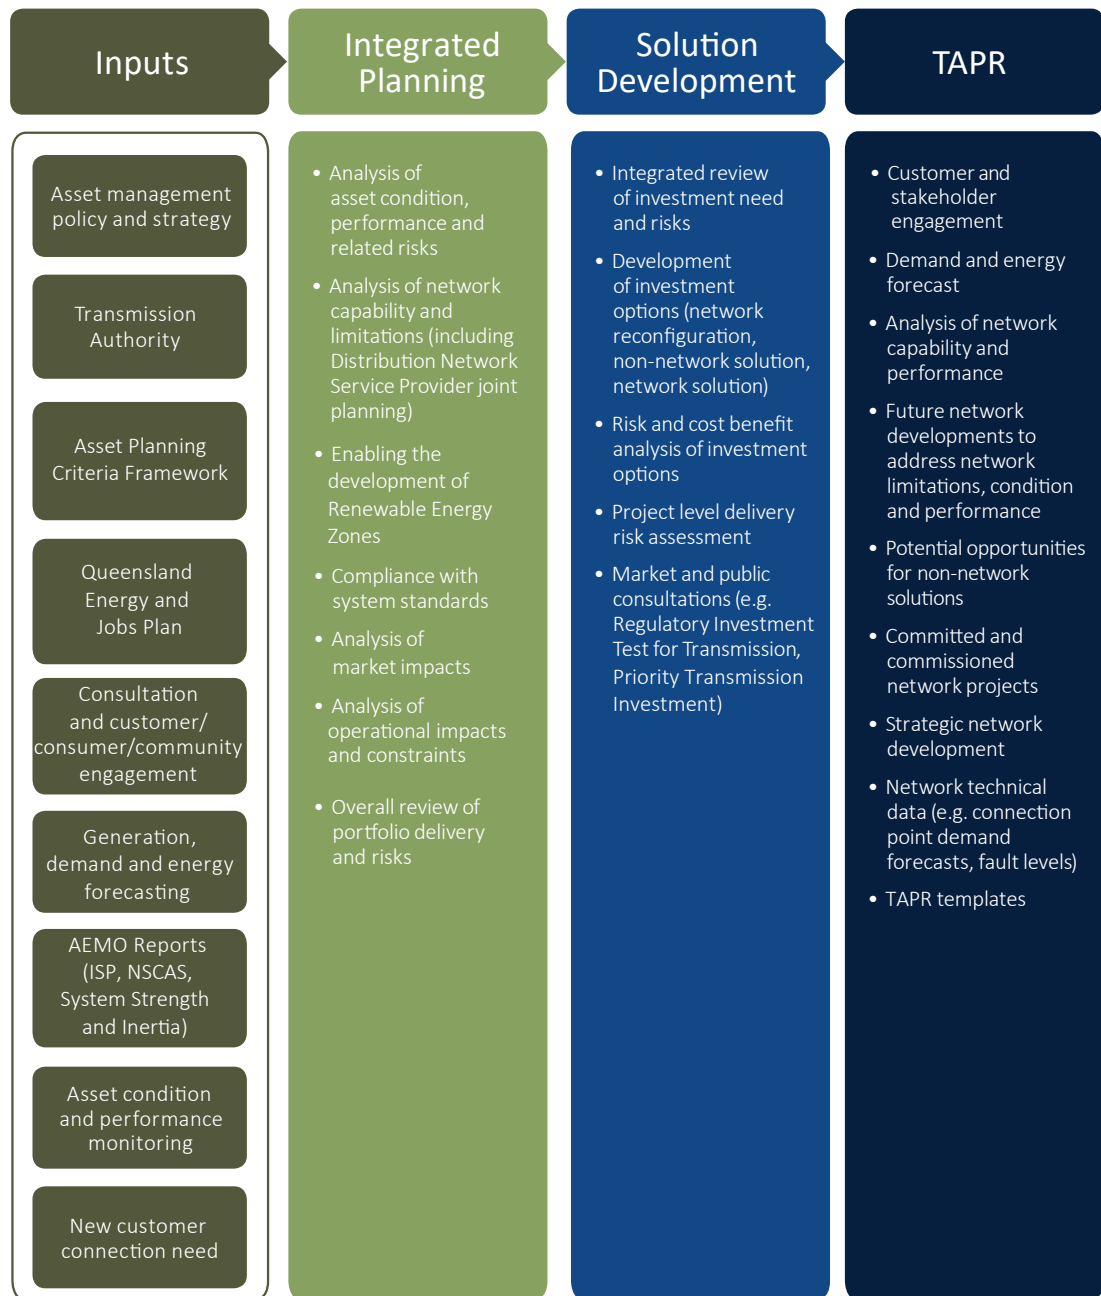 Inputs
Integrated
Planning
Solution
Development
TAPR
Asset management
policy and strategy
Transmission
Authority
Asset Planning
Criteria Framework
Queensland
Energy and
Jobs Plan
Consultation
and customer/
consumer/community
engagement
Generation,
demand and energy
forecasting
AEMO Reports
(ISP, NSCAS,
System Strength
and Inertia)
Asset condition
and performance
monitoring
New customer
connection need
• Analysis of
asset condition,
performance and
related risks
• Analysis of network
capability and
limitations (including
Distribution Network
Service Provider joint
planning)
• Enabling the
development of
Renewable Energy
Zones
• Compliance with
system standards
• Analysis of
market impacts
• Analysis of
operational impacts
and constraints
• Overall review of
portfolio delivery
and risks
• Integrated review
of investment need
and risks
• Development
of investment
options (network
reconfiguration,
non-network solution,
network solution)
• Risk and cost benefit
analysis of investment
options
• Project level delivery
risk assessment
• Market and public
consultations (e.g.
Regulatory Investment
Test for Transmission,
Priority Transmission
Investment)
• Customer and
stakeholder
engagement
• Demand and energy
forecast
• Analysis of network
capability and
performance
• Future network
developments to
address network
limitations, condition
and performance
• Potential opportunities
for non-network
solutions
• Committed and
commissioned
network projects
• Strategic network
development
• Network technical
data (e.g. connection
point demand
forecasts, fault levels)
• TAPR templates